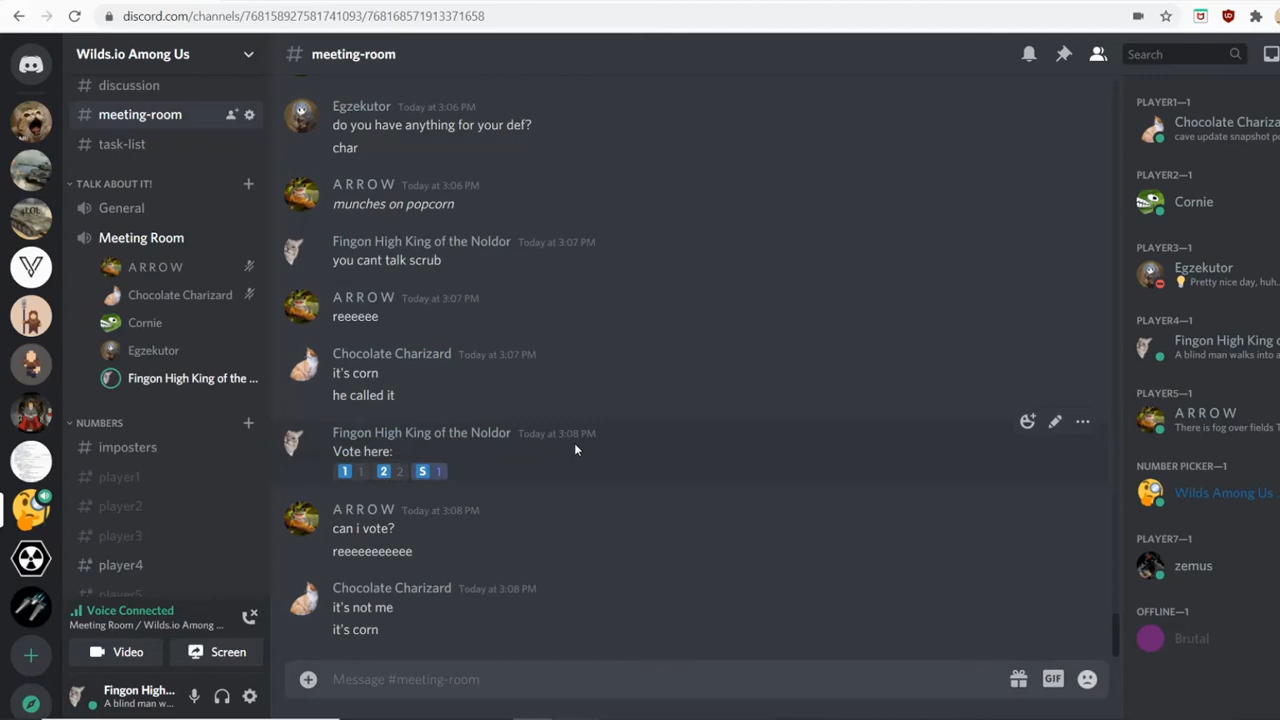 discord.com/channels/768158927581741093/768168571913371658
Wilds.io Among Us
# discussion
# meeting-room
# task-list
TALK ABOUT IT!
General
Meeting Room
A R R O W
Chocolate Charizard
Cornie
Egzekutor
Fingon High King of the ...
NUMBERS
# imposters
player1
player2
player3
player4
player5
Voice Connected
Meeting Room / Wilds.io Among ...
Video
Screen
Fingon High...
A blind man w...
# meeting-room
Search
Egzekutor Today at 3:06 PM
do you have anything for your def?
char
A R R O W Today at 3:06 PM
munches on popcorn
Fingon High King of the Noldor Today at 3:07 PM
you cant talk scrub
A R R O W Today at 3:07 PM
reeeeee
Chocolate Charizard Today at 3:07 PM
it's corn
he called it
Fingon High King of the Noldor Today at 3:08 PM
Vote here:
1 1 2 2 S 1
A R R O W Today at 3:08 PM
can i vote?
reeeeeeeeeee
Chocolate Charizard Today at 3:08 PM
it's not me
it's corn
Message #meeting-room
GIF
PLAYER1—1
Chocolate Chariza
cave update snapshot po
PLAYER2—1
Cornie
PLAYER3—1
Egzekutor
Pretty nice day, huh..
PLAYER4—1
Fingon High King o
A blind man walks into a
PLAYER5—1
A R R O W
There is fog over fields T
NUMBER PICKER—1
Wilds Among Us
PLAYER7—1
zemus
OFFLINE—1
Brutal